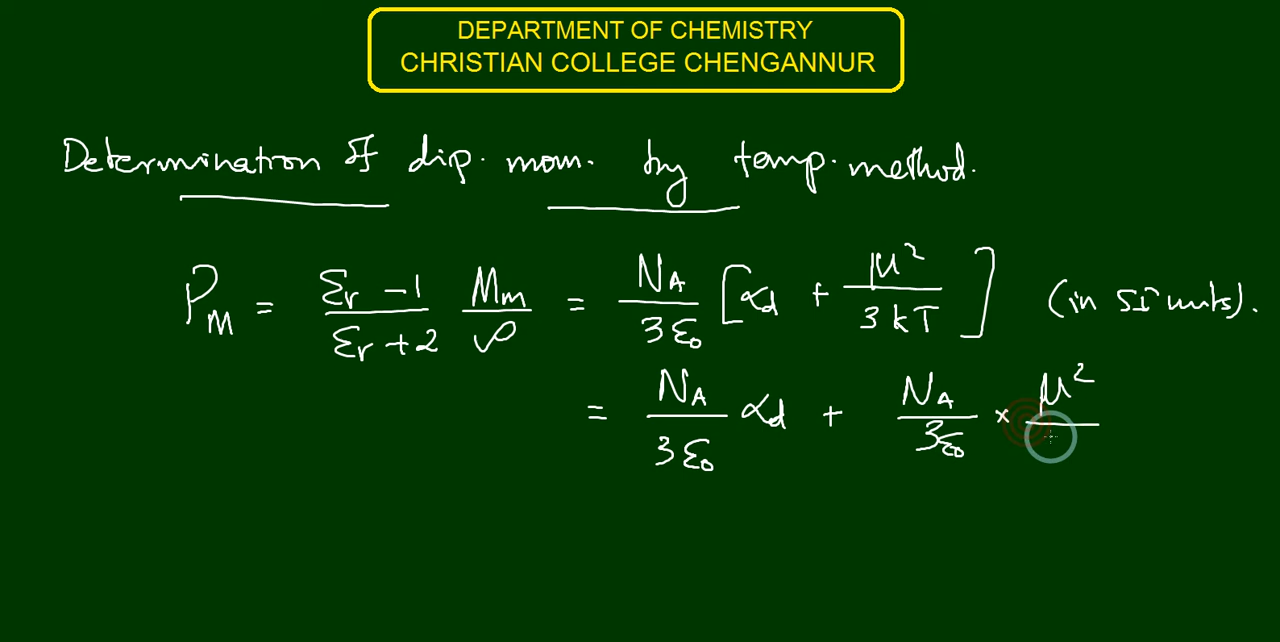 DEPARTMENT OF CHEMISTRY
CHRISTIAN COLLEGE CHENGANNUR
Determination of dip. mom. by temp. method.
P_M = (ε_r − 1)/(ε_r + 2) M_m/ρ = N_A/3ε_0 [α_d + μ²/3kT] (in SI units).
= N_A/3ε_0 α_d + N_A/3ε_0 × μ²